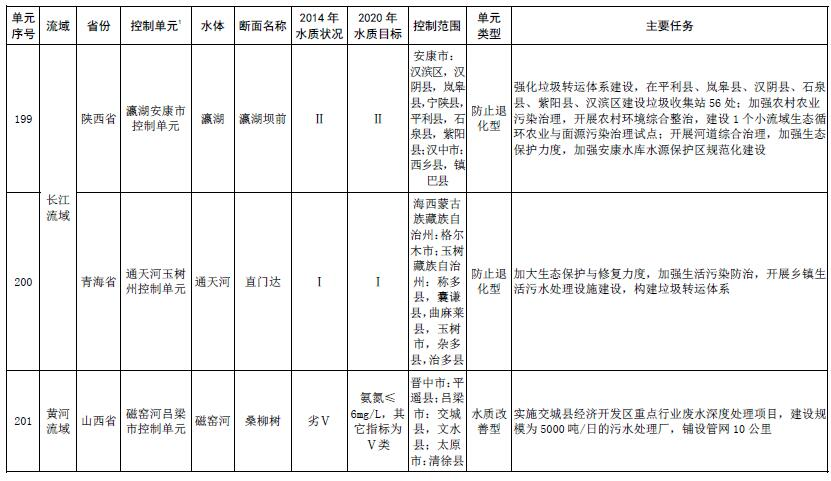 单元序号 流域 省份 控制单元1 水体 断面名称 2014年水质状况 2020年水质目标 控制范围 单元类型 主要任务
199
长江
流域
陕西省
瀛湖安康市
控制单元
瀛湖
瀛湖坝前
Ⅱ
Ⅱ
安康市：
汉滨区，汉
阴县，岚皋
县，宁陕县，
平利县，石
泉县，紫阳
县；汉中市：
西乡县，镇
巴县
防止退
化型
强化垃圾转运体系建设，在平利县、岚皋县、汉阴县、石泉
县、紫阳县、汉滨区建设垃圾收集站56处；加强农村农业
污染治理，开展农村环境综合整治，建设1个小流域生态循
环农业与面源污染治理试点；开展河道综合治理，加强生态
保护力度，加强安康水库水源保护区规范化建设
200
青海省
通天河玉树
州控制单元
通天河
直门达
Ⅰ
Ⅰ
海西蒙古
族藏族自
治州：格尔
木市；玉树
藏族自治
州：称多
县，囊谦
县，曲麻莱
县，玉树
市，杂多
县，治多县
防止退
化型
加大生态保护与修复力度，加强生活污染防治，开展乡镇生
活污水处理设施建设，构建垃圾转运体系
201
黄河
流域
山西省
磁窑河吕梁
市控制单元
磁窑河
桑柳树
劣Ⅴ
氨氮≤
6mg/L，其
它指标为
Ⅴ类
晋中市：平
遥县；吕梁
市：交城
县，文水
县；太原
市：清徐县
水质改
善型
实施交城县经济开发区重点行业废水深度处理项目，建设规
模为5000吨/日的污水处理厂，铺设管网10公里